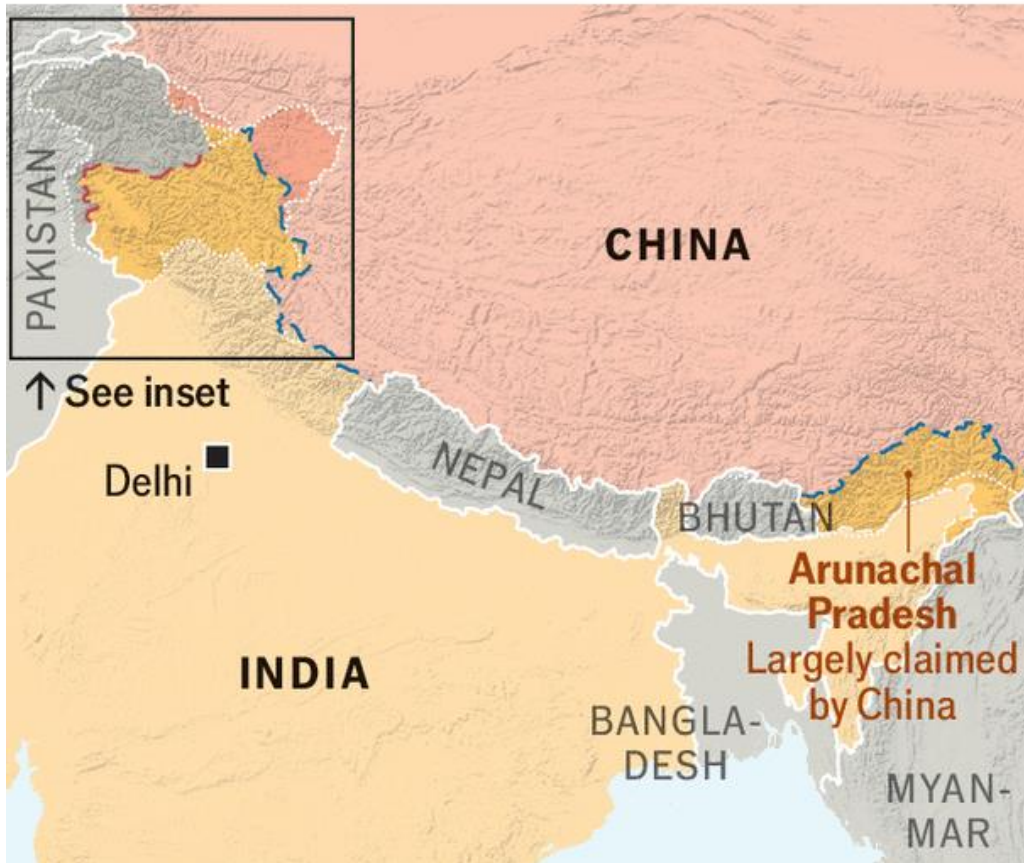 PAKISTAN
CHINA
↑ See inset
Delhi
NEPAL
BHUTAN
Arunachal
Pradesh
Largely claimed
by China
INDIA
BANGLA-
DESH
MYAN-
MAR